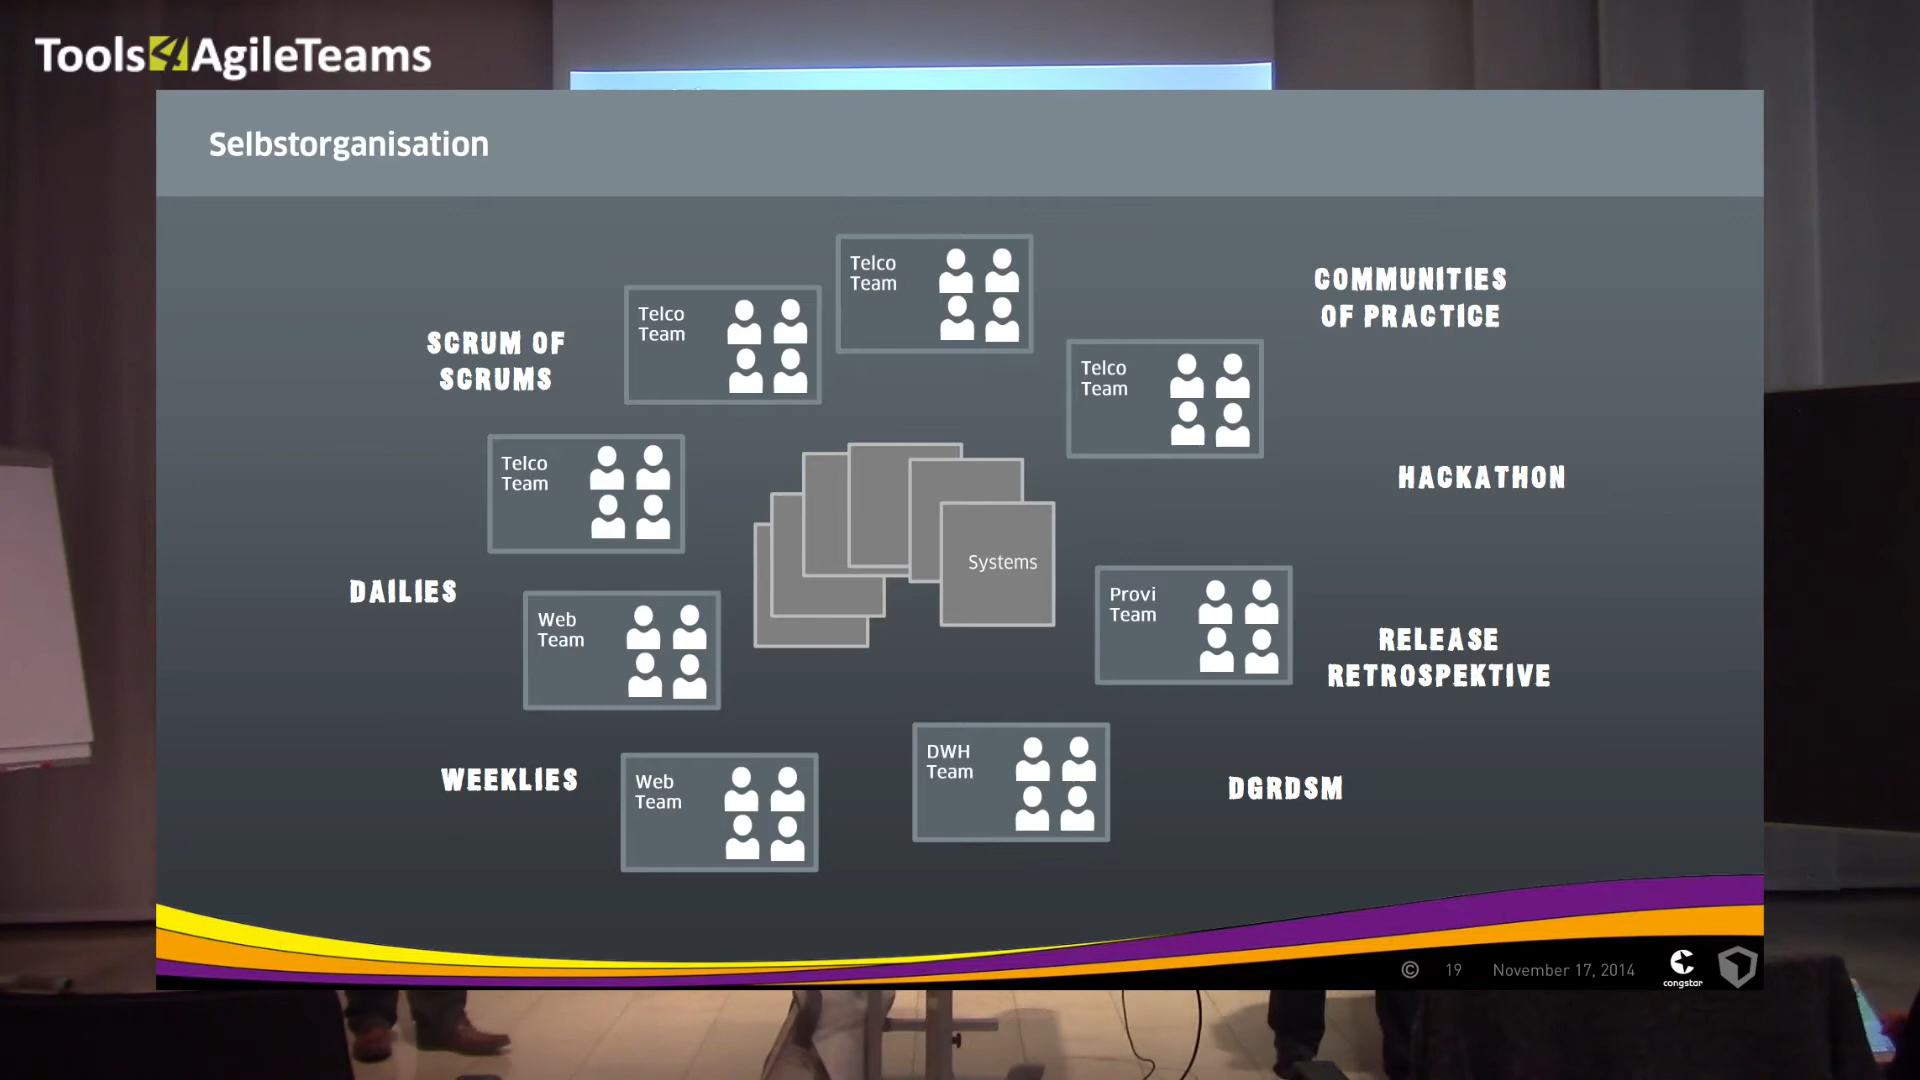 Tools4AgileTeams
Selbstorganisation
Telco
Team
COMMUNITIES
OF PRACTICE
Telco
Team
SCRUM OF
SCRUMS
Telco
Team
Telco
Team
HACKATHON
Systems
DAILIES
Web
Team
Provi
Team
RELEASE
RETROSPEKTIVE
WEEKLIES
Web
Team
DWH
Team
DGRDSM
© 19 November 17, 2014
congstar